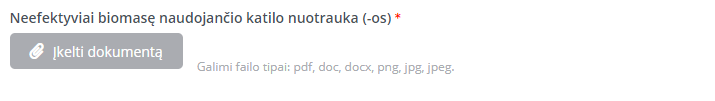 Neefektyviai biomasę naudojančio katilo nuotrauka (-os) *
Įkelti dokumentą
Galimi failo tipai: pdf, doc, docx, png, jpg, jpeg.